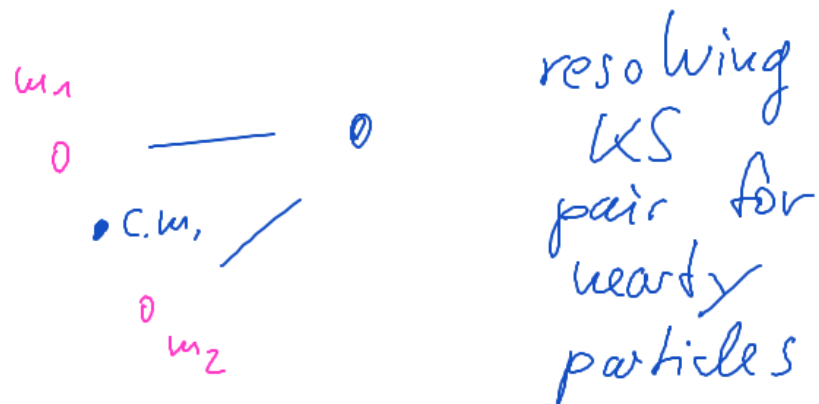 m1
C.M.
m2
resolving
KS
pair for
nearby
particles